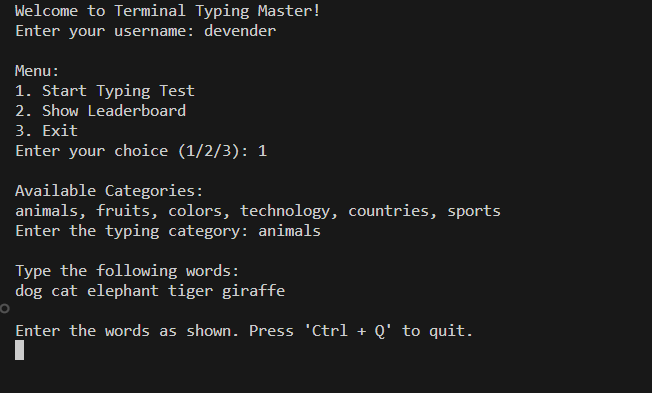 Welcome to Terminal Typing Master!
Enter your username: devender
Menu:
1. Start Typing Test
2. Show Leaderboard
3. Exit
Enter your choice (1/2/3): 1
Available Categories:
animals, fruits, colors, technology, countries, sports
Enter the typing category: animals
Type the following words:
dog cat elephant tiger giraffe
Enter the words as shown. Press 'Ctrl + Q' to quit.